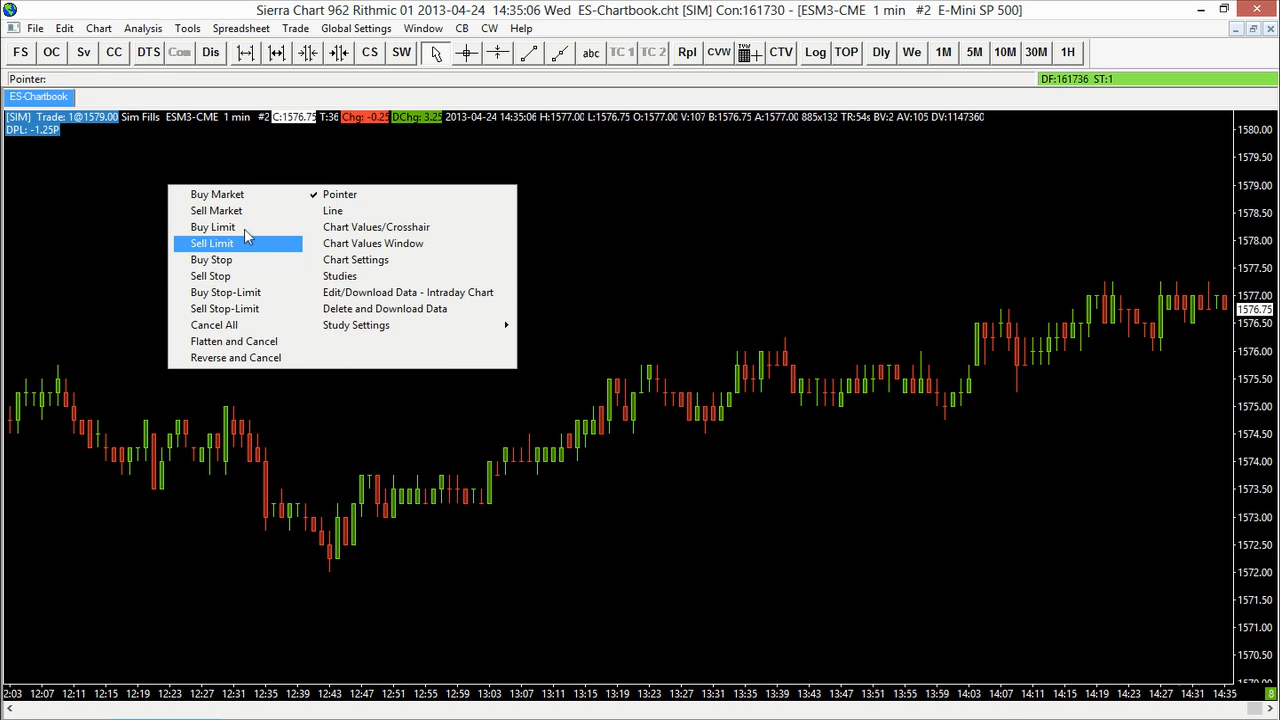 Sierra Chart 962 Rithmic 01 2013-04-24 14:35:06 Wed ES-Chartbook.cht [SIM] Con:161730 - [ESM3-CME 1 min #2 E-Mini SP 500]
File Edit Chart Analysis Tools Spreadsheet Trade Global Settings Window CB CW Help
FS OC Sv CC DTS Com Dis CS SW abc TC 1 TC 2 Rpl CVW CTV Log TOP Dly We 1M 5M 10M 30M 1H
Pointer: DF:161736 ST:1
ES-Chartbook
[SIM] Trade: 1@1579.00 Sim Fills ESM3-CME 1 min #2 C:1576.75 T:36 Chg: -0.25 DChg: 3.25 2013-04-24 14:35:06 H:1577.00 L:1576.75 O:1577.00 V:107 B:1576.75 A:1577.00 885x132 TR:54s BV:2 AV:105 DV:1147360
DPL: -1.25P
Buy Market
Sell Market
Buy Limit
Sell Limit
Buy Stop
Sell Stop
Buy Stop-Limit
Sell Stop-Limit
Cancel All
Flatten and Cancel
Reverse and Cancel
Pointer
Line
Chart Values/Crosshair
Chart Values Window
Chart Settings
Studies
Edit/Download Data - Intraday Chart
Delete and Download Data
Study Settings
1580.00
1579.50
1579.00
1578.50
1578.00
1577.50
1577.00
1576.75
1576.50
1576.00
1575.50
1575.00
1574.50
1574.00
1573.50
1573.00
1572.50
1572.00
1571.50
1571.00
1570.50
1570.00
2:03 12:07 12:11 12:15 12:19 12:23 12:27 12:31 12:35 12:39 12:43 12:47 12:51 12:55 12:59 13:03 13:07 13:11 13:15 13:19 13:23 13:27 13:31 13:35 13:39 13:43 13:47 13:51 13:55 13:59 14:03 14:07 14:11 14:15 14:19 14:23 14:27 14:31 14:35 8